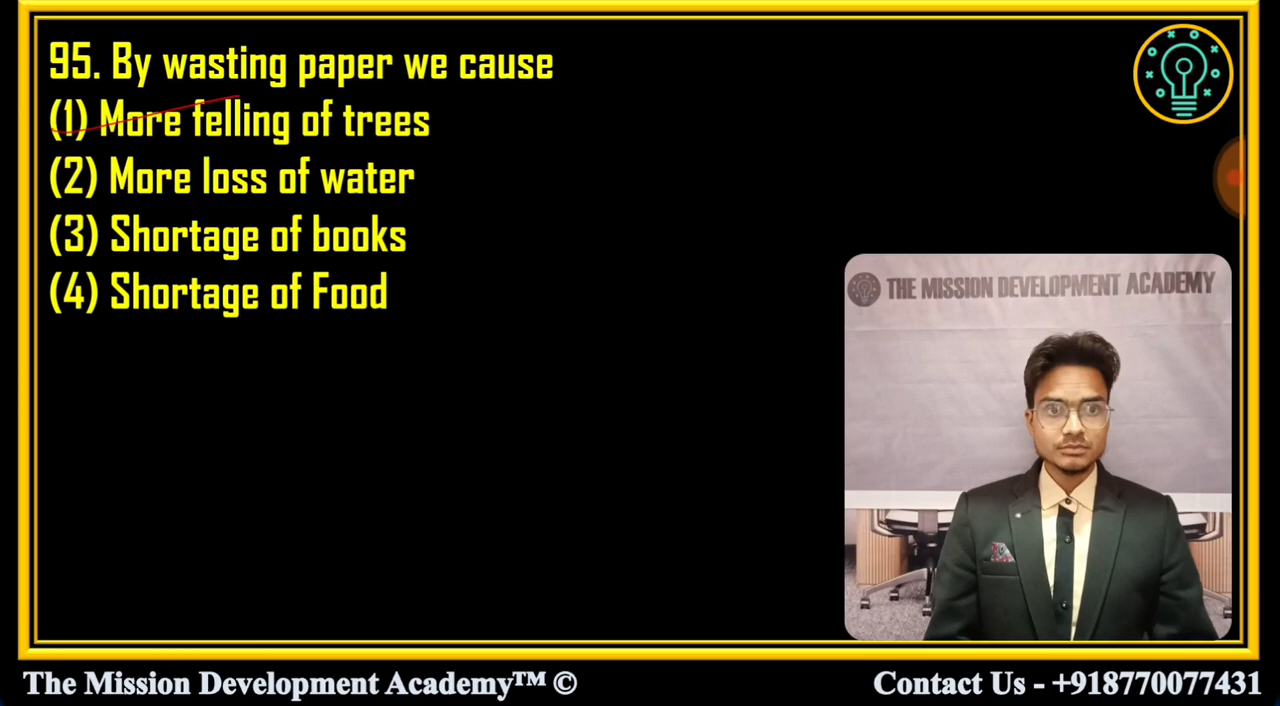 95. By wasting paper we cause
(1) More felling of trees
(2) More loss of water
(3) Shortage of books
(4) Shortage of Food
THE MISSION DEVELOPMENT ACADEMY
The Mission Development Academy™ ©
Contact Us - +918770077431